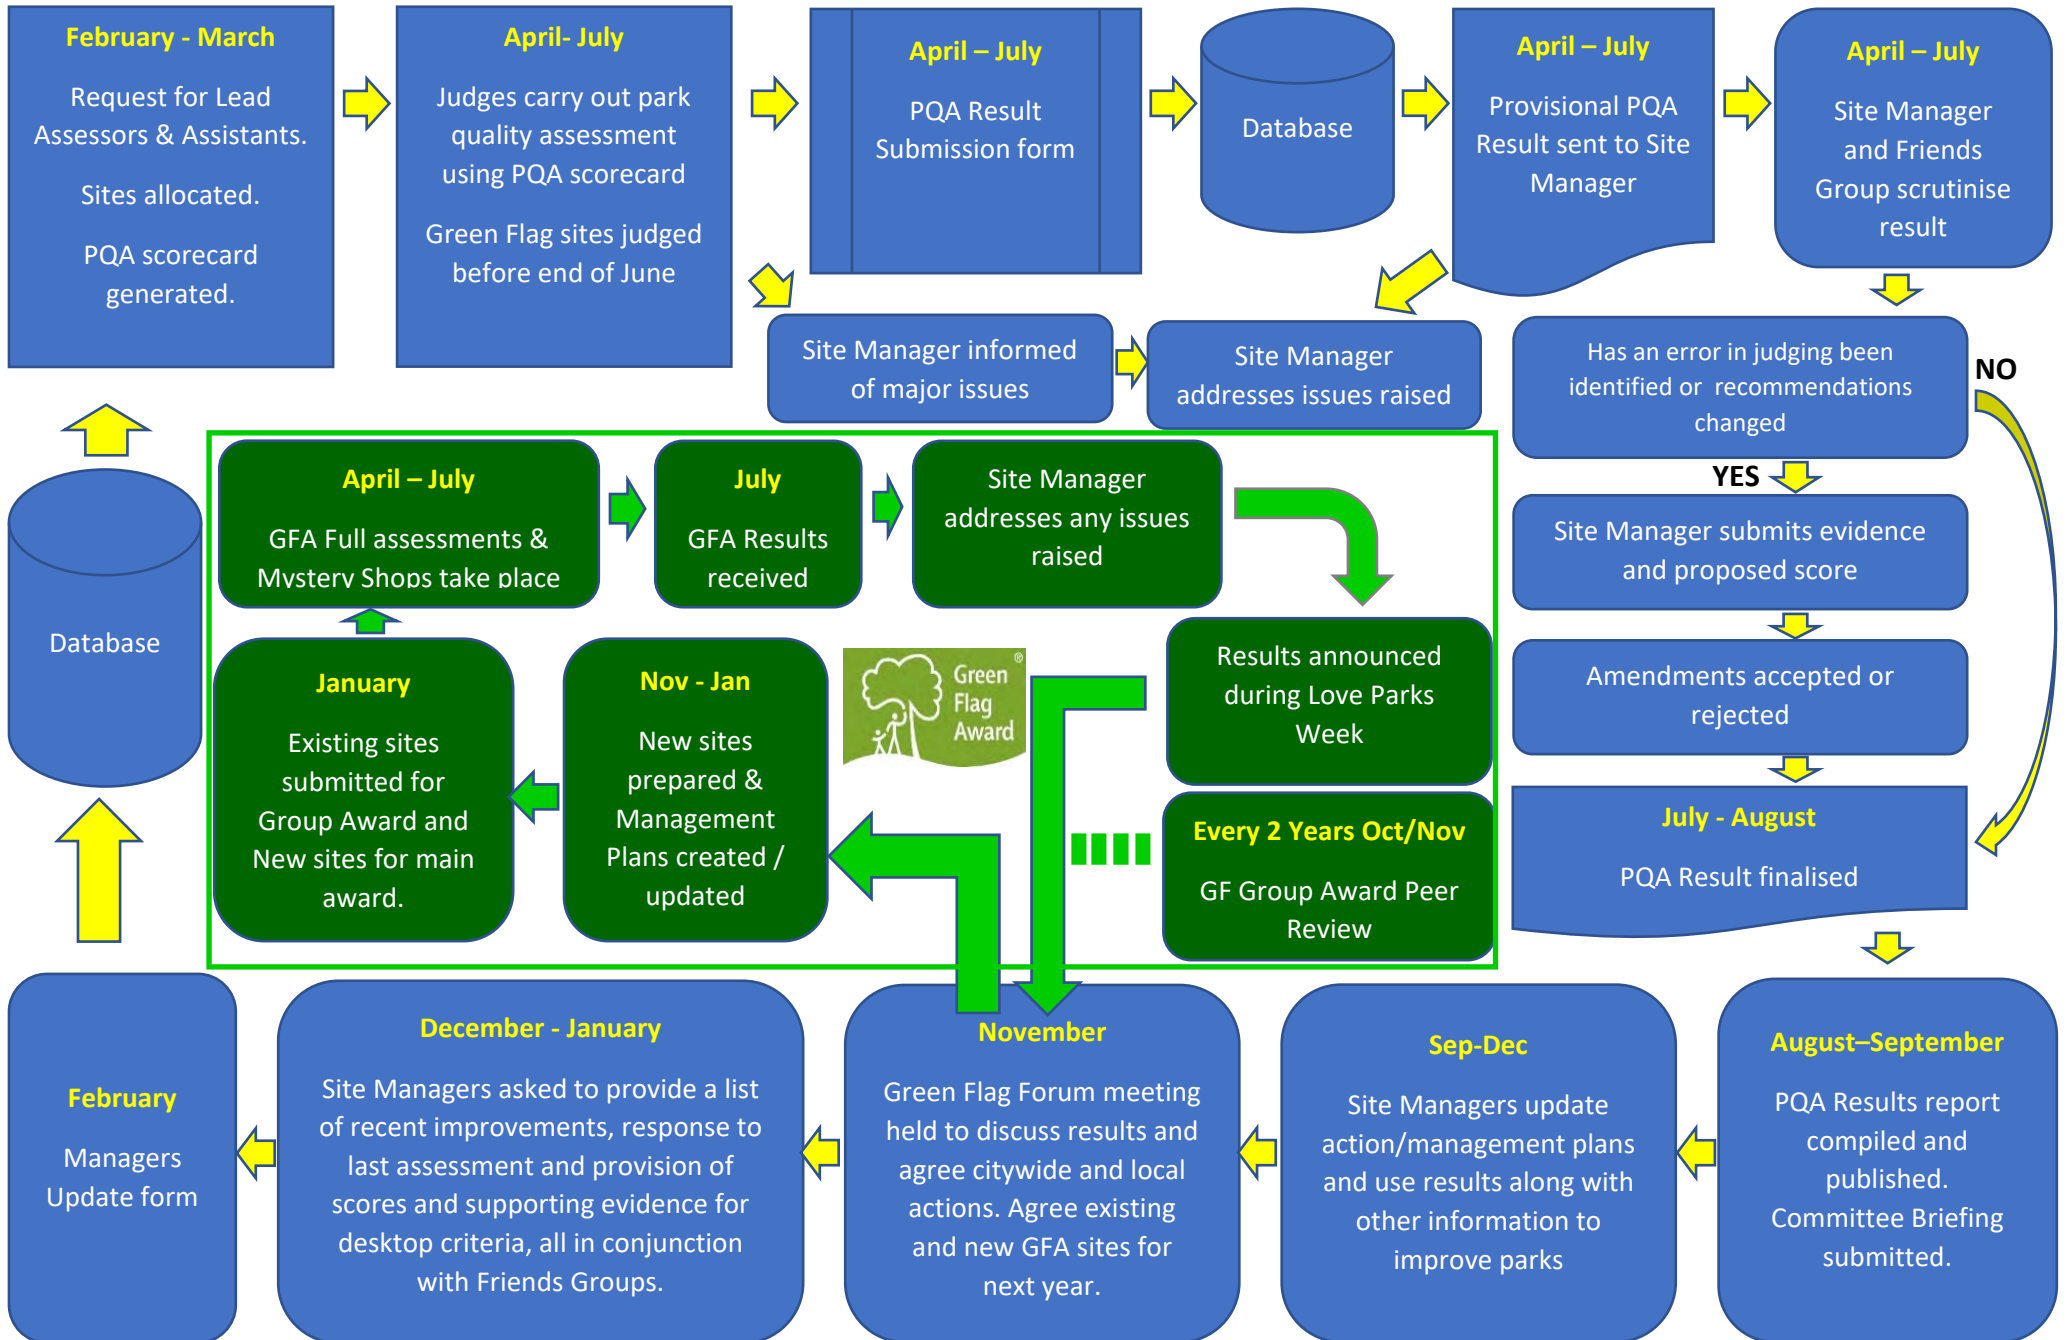 February - March
Request for Lead
Assessors & Assistants.
Sites allocated.
PQA scorecard
generated.
April- July
Judges carry out park
quality assessment
using PQA scorecard
Green Flag sites judged
before end of June
April – July
PQA Result
Submission form
Database
April – July
Provisional PQA
Result sent to Site
Manager
April – July
Site Manager
and Friends
Group scrutinise
result
Site Manager informed
of major issues
Site Manager
addresses issues raised
Has an error in judging been
identified or recommendations
changed
NO
YES
Site Manager submits evidence
and proposed score
Amendments accepted or
rejected
July - August
PQA Result finalised
Database
April – July
GFA Full assessments &
Mystery Shops take place
July
GFA Results
received
Site Manager
addresses any issues
raised
January
Existing sites
submitted for
Group Award and
New sites for main
award.
Nov - Jan
New sites
prepared &
Management
Plans created /
updated
Green
Flag
Award
®
Results announced
during Love Parks
Week
Every 2 Years Oct/Nov
GF Group Award Peer
Review
February
Managers
Update form
December - January
Site Managers asked to provide a list
of recent improvements, response to
last assessment and provision of
scores and supporting evidence for
desktop criteria, all in conjunction
with Friends Groups.
November
Green Flag Forum meeting
held to discuss results and
agree citywide and local
actions. Agree existing
and new GFA sites for
next year.
Sep-Dec
Site Managers update
action/management plans
and use results along with
other information to
improve parks
August–September
PQA Results report
compiled and
published.
Committee Briefing
submitted.